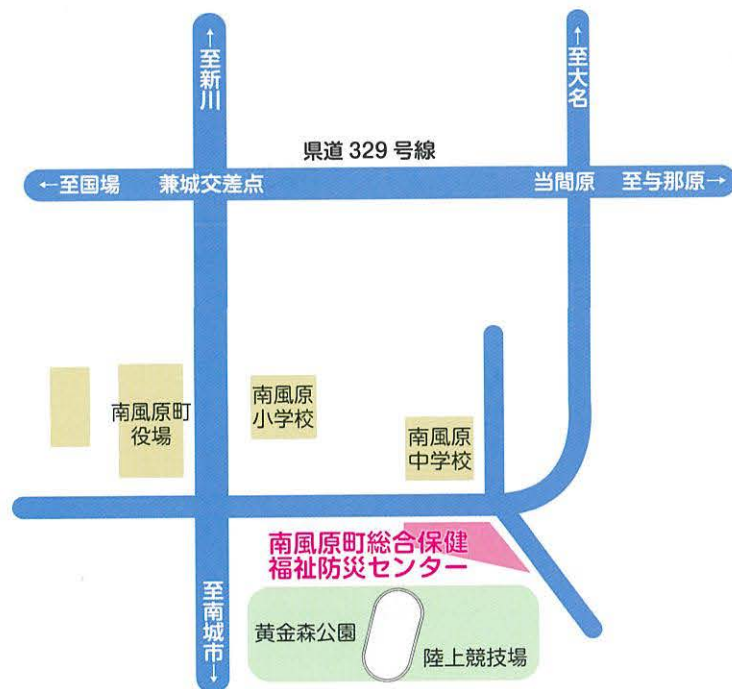 ↑至新川
↑至大名
県道 329 号線
←至国場
兼城交差点
当間原
至与那原→
南風原町
役場
南風原
小学校
南風原
中学校
南風原町総合保健
福祉防災センター
至南城市↓
黄金森公園
陸上競技場